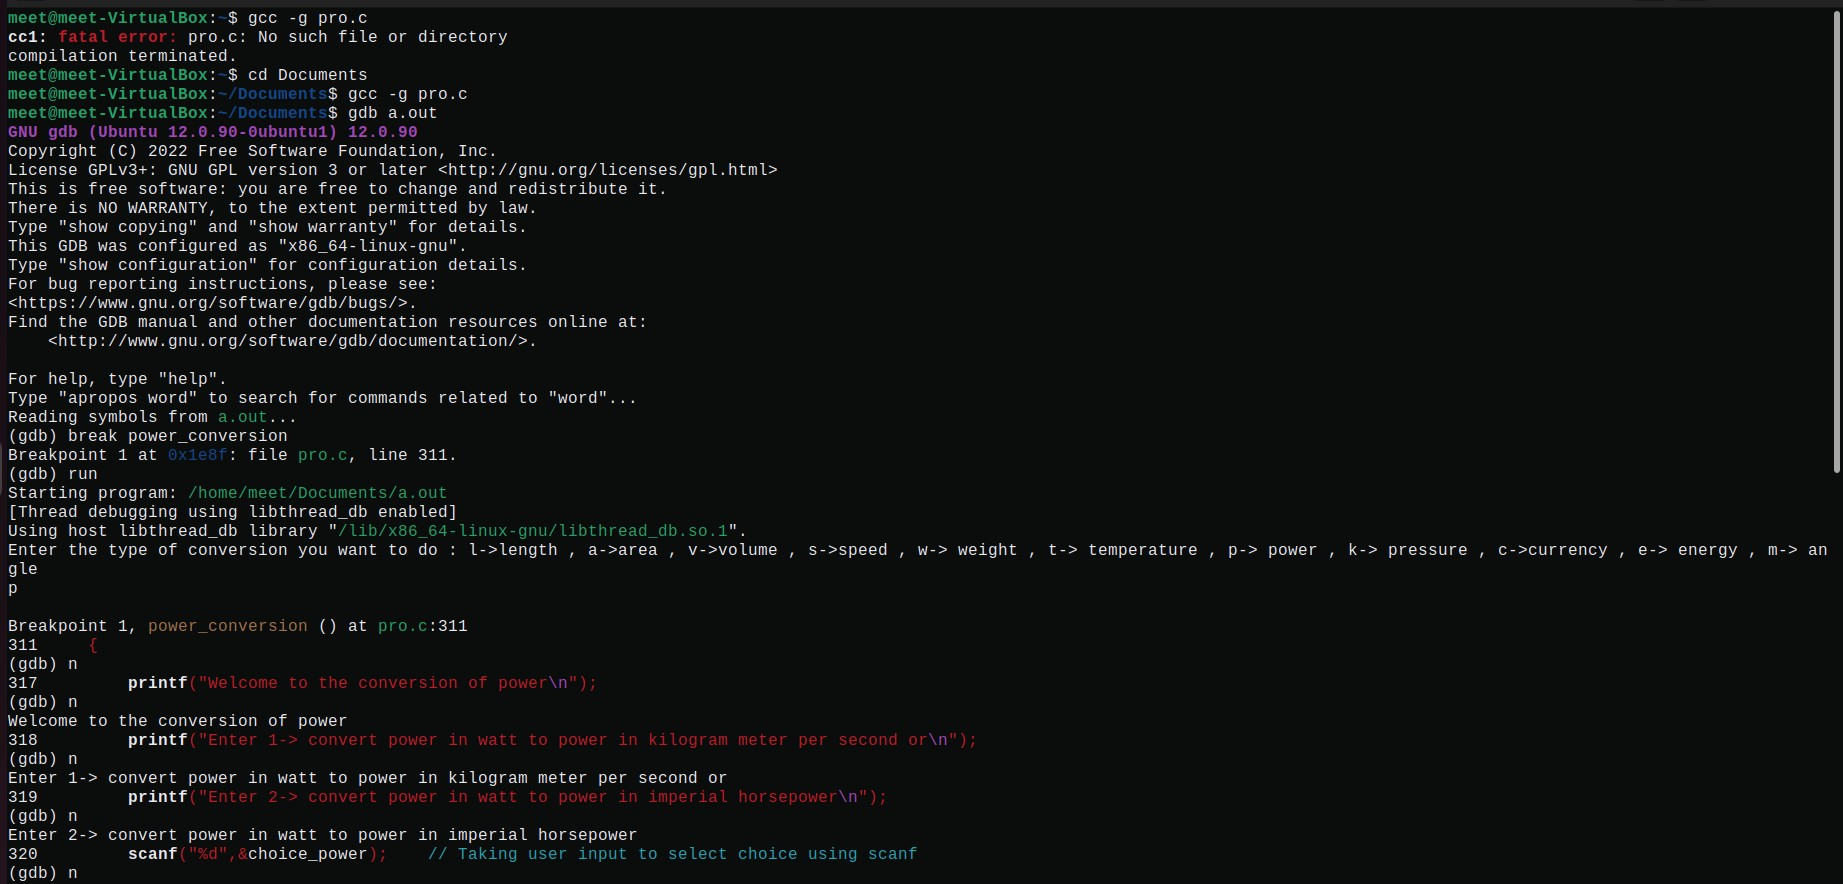 meet@meet-VirtualBox:~$ gcc -g pro.c
cc1: fatal error: pro.c: No such file or directory
compilation terminated.
meet@meet-VirtualBox:~$ cd Documents
meet@meet-VirtualBox:~/Documents$ gcc -g pro.c
meet@meet-VirtualBox:~/Documents$ gdb a.out
GNU gdb (Ubuntu 12.0.90-0ubuntu1) 12.0.90
Copyright (C) 2022 Free Software Foundation, Inc.
License GPLv3+: GNU GPL version 3 or later <http://gnu.org/licenses/gpl.html>
This is free software: you are free to change and redistribute it.
There is NO WARRANTY, to the extent permitted by law.
Type "show copying" and "show warranty" for details.
This GDB was configured as "x86_64-linux-gnu".
Type "show configuration" for configuration details.
For bug reporting instructions, please see:
<https://www.gnu.org/software/gdb/bugs/>.
Find the GDB manual and other documentation resources online at:
    <http://www.gnu.org/software/gdb/documentation/>.

For help, type "help".
Type "apropos word" to search for commands related to "word"...
Reading symbols from a.out...
(gdb) break power_conversion
Breakpoint 1 at 0x1e8f: file pro.c, line 311.
(gdb) run
Starting program: /home/meet/Documents/a.out
[Thread debugging using libthread_db enabled]
Using host libthread_db library "/lib/x86_64-linux-gnu/libthread_db.so.1".
Enter the type of conversion you want to do : l->length , a->area , v->volume , s->speed , w-> weight , t-> temperature , p-> power , k-> pressure , c->currency , e-> energy , m-> an
gle
p

Breakpoint 1, power_conversion () at pro.c:311
311     {
(gdb) n
317         printf("Welcome to the conversion of power\n");
(gdb) n
Welcome to the conversion of power
318         printf("Enter 1-> convert power in watt to power in kilogram meter per second or\n");
(gdb) n
Enter 1-> convert power in watt to power in kilogram meter per second or
319         printf("Enter 2-> convert power in watt to power in imperial horsepower\n");
(gdb) n
Enter 2-> convert power in watt to power in imperial horsepower
320         scanf("%d",&choice_power);    // Taking user input to select choice using scanf
(gdb) n